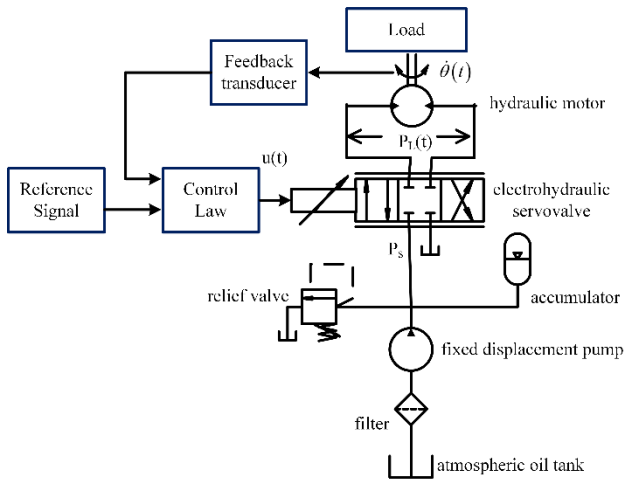 Load
Feedback
transducer
θ̇(t)
hydraulic motor
P_L(t)
u(t)
Reference
Signal
Control
Law
electrohydraulic
servovalve
P_S
relief valve
accumulator
fixed displacement pump
filter
atmospheric oil tank